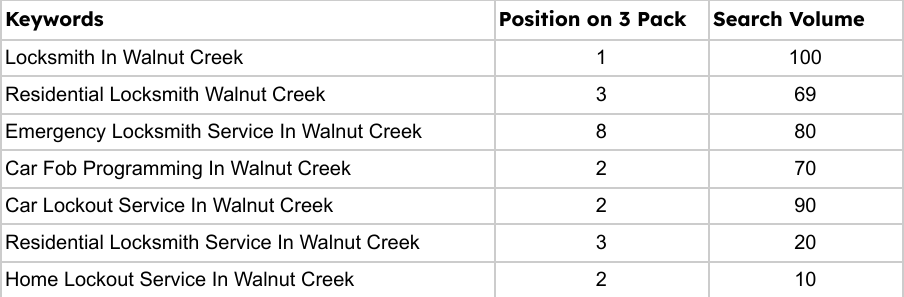 Keywords Position on 3 Pack Search Volume
Locksmith In Walnut Creek 1 100
Residential Locksmith Walnut Creek 3 69
Emergency Locksmith Service In Walnut Creek 8 80
Car Fob Programming In Walnut Creek 2 70
Car Lockout Service In Walnut Creek 2 90
Residential Locksmith Service In Walnut Creek 3 20
Home Lockout Service In Walnut Creek 2 10